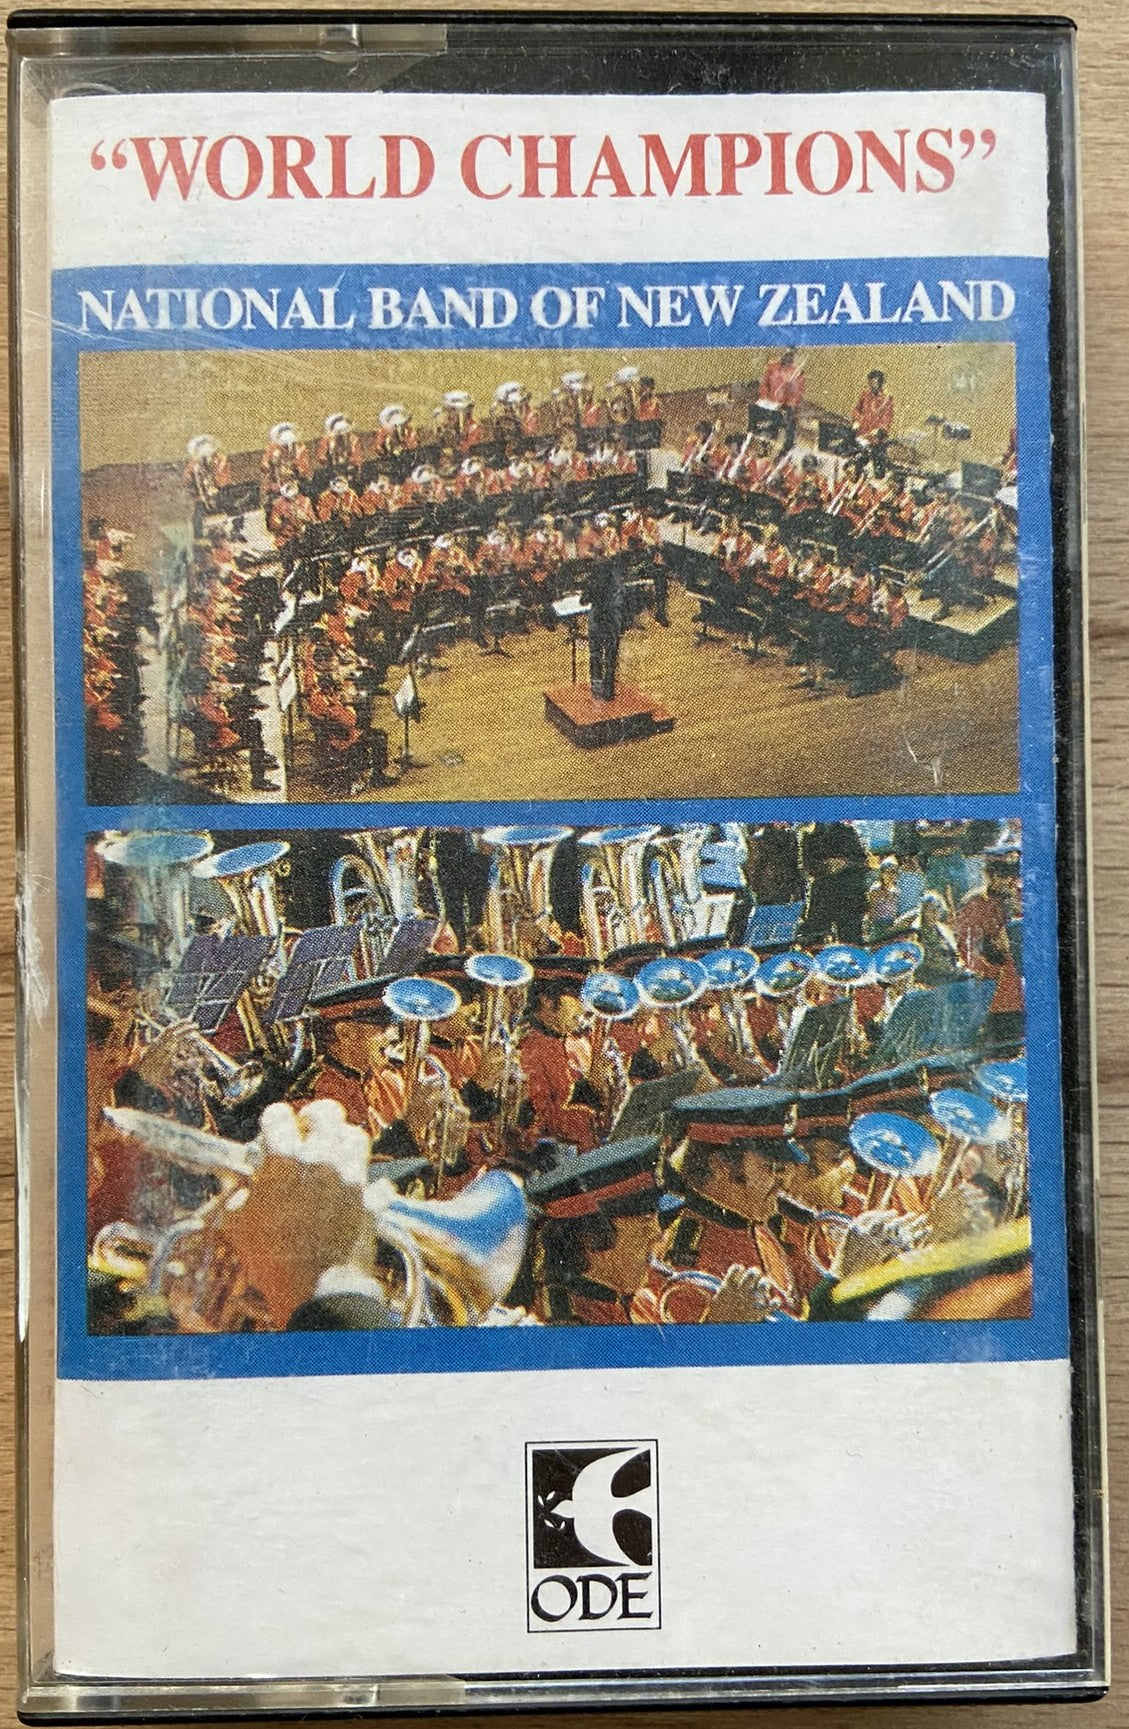 “WORLD CHAMPIONS”
NATIONAL BAND OF NEW ZEALAND
ODE